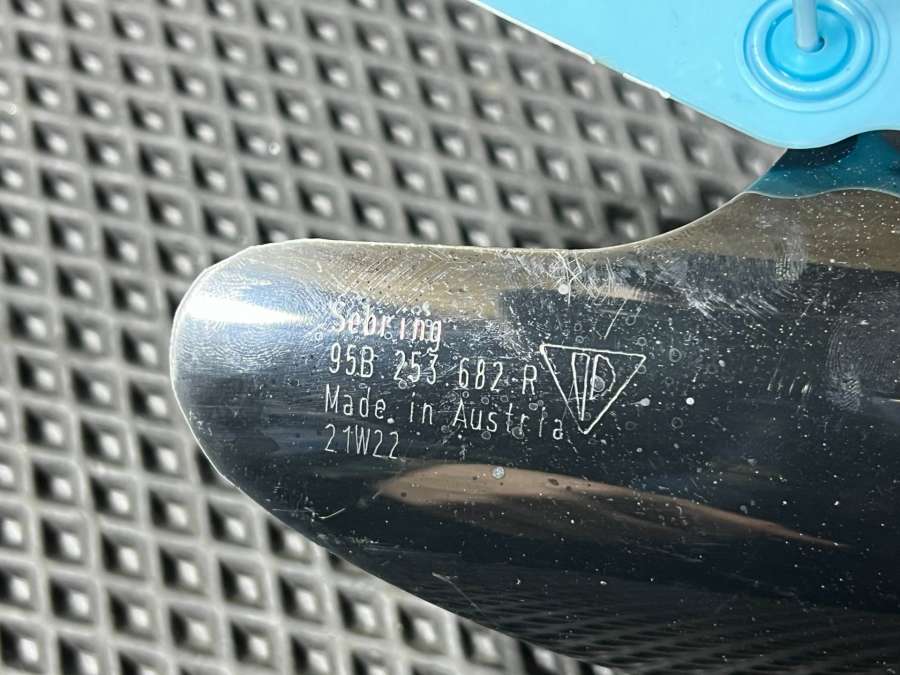 Sebring
95B 253 682 R
Made in Austria
21W22